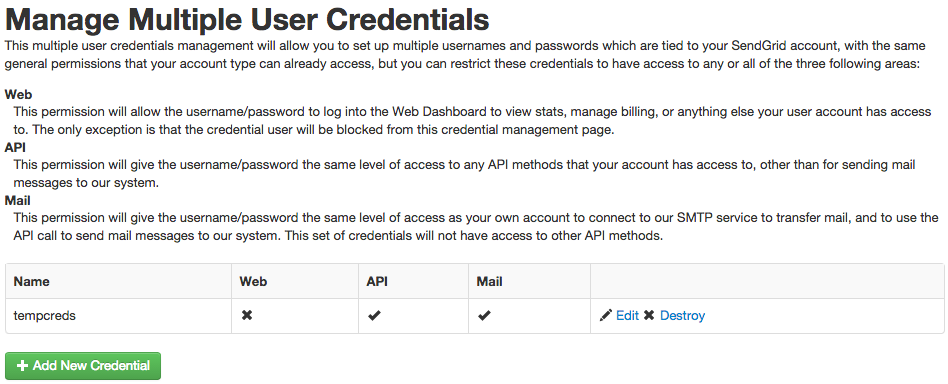 Manage Multiple User Credentials
This multiple user credentials management will allow you to set up multiple usernames and passwords which are tied to your SendGrid account, with the same
general permissions that your account type can already access, but you can restrict these credentials to have access to any or all of the three following areas:
Web
This permission will allow the username/password to log into the Web Dashboard to view stats, manage billing, or anything else your user account has access
to. The only exception is that the credential user will be blocked from this credential management page.
API
This permission will give the username/password the same level of access to any API methods that your account has access to, other than for sending mail
messages to our system.
Mail
This permission will give the username/password the same level of access as your own account to connect to our SMTP service to transfer mail, and to use the
API call to send mail messages to our system. This set of credentials will not have access to other API methods.
Name Web API Mail
tempcreds ✖ ✔ ✔ Edit ✖ Destroy
+ Add New Credential